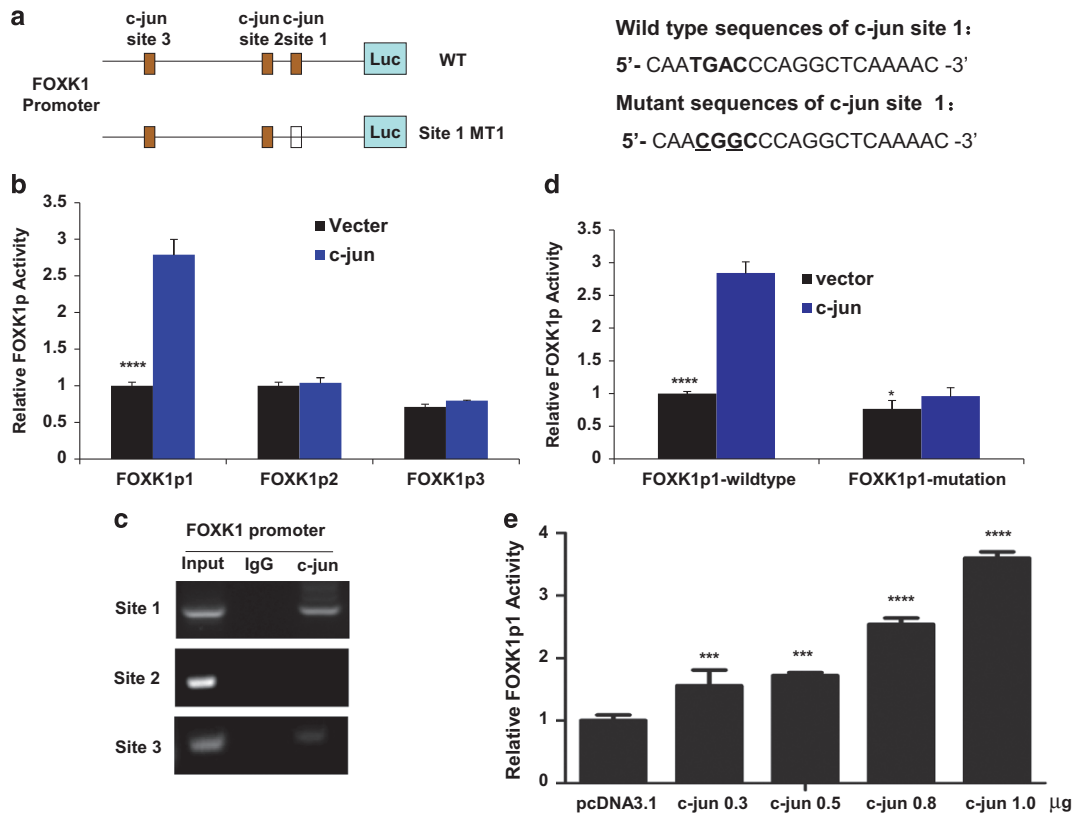 a
c-jun site 3
c-jun site 2
c-jun site 1
FOXK1 Promoter
Luc
WT
Luc
Site 1 MT1
Wild type sequences of c-jun site 1:
5'- CAATGACCCAGGCTCAAAAC -3'
Mutant sequences of c-jun site 1:
5'- CAACGGCCCAGGCTCAAAAC -3'
b
Relative FOXK1p Activity
3.5
3
2.5
2
1.5
1
0.5
0
Vecter
c-jun
****
FOXK1p1
FOXK1p2
FOXK1p3
d
Relative FOXK1p Activity
3.5
3
2.5
2
1.5
1
0.5
0
vector
c-jun
****
*
FOXK1p1-wildtype
FOXK1p1-mutation
c
FOXK1 promoter
Input IgG c-jun
Site 1
Site 2
Site 3
e
Relative FOXK1p1 Activity
4
3
2
1
0
***
***
****
****
pcDNA3.1
c-jun 0.3
c-jun 0.5
c-jun 0.8
c-jun 1.0
μg